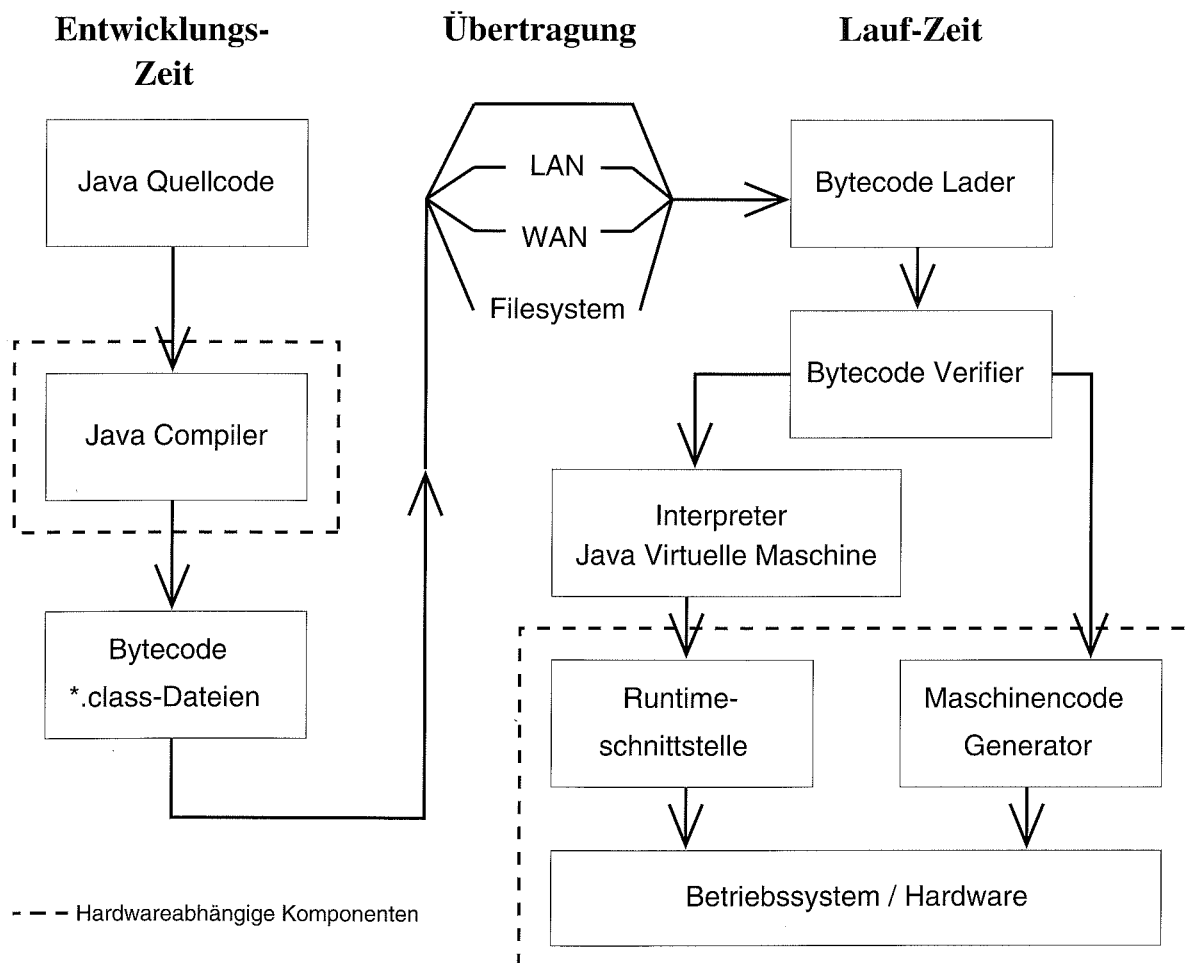 Entwicklungs-
Zeit
Übertragung
Lauf-Zeit
Java Quellcode
Java Compiler
Bytecode
*.class-Dateien
LAN
WAN
Filesystem
Bytecode Lader
Bytecode Verifier
Interpreter
Java Virtuelle Maschine
Runtime-
schnittstelle
Maschinencode
Generator
Betriebssystem / Hardware
Hardwareabhängige Komponenten